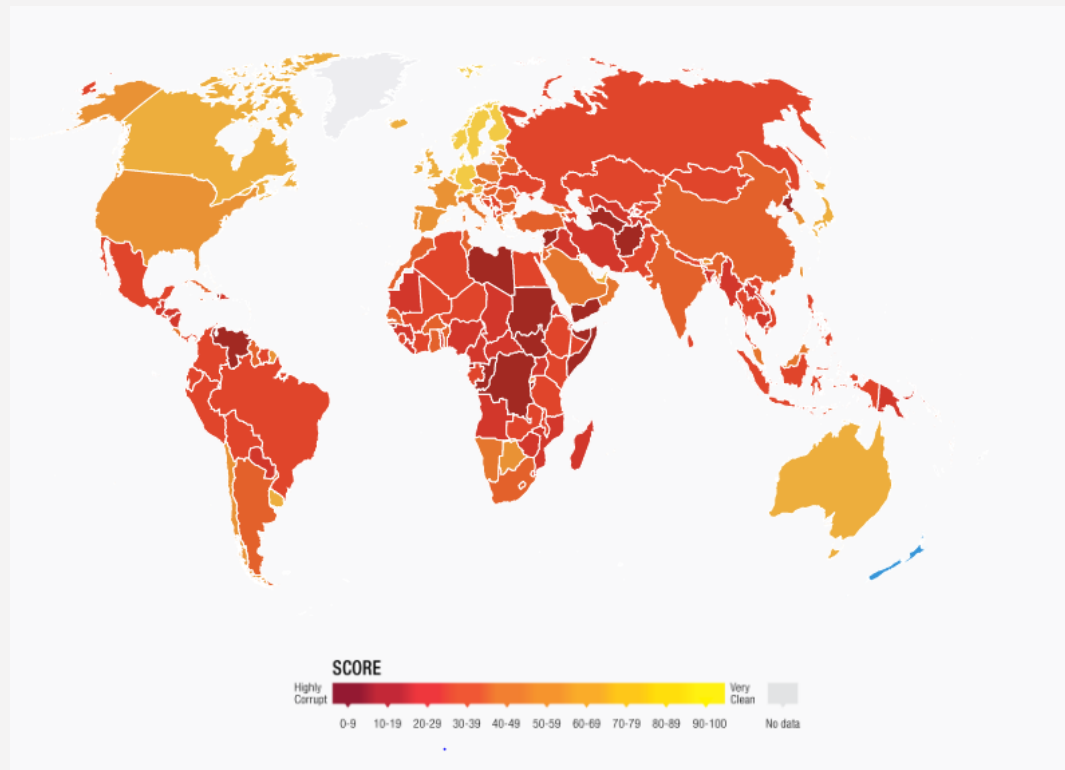 SCORE
Highly
Corrupt
Very
Clean
0-9 10-19 20-29 30-39 40-49 50-59 60-69 70-79 80-89 90-100 No data